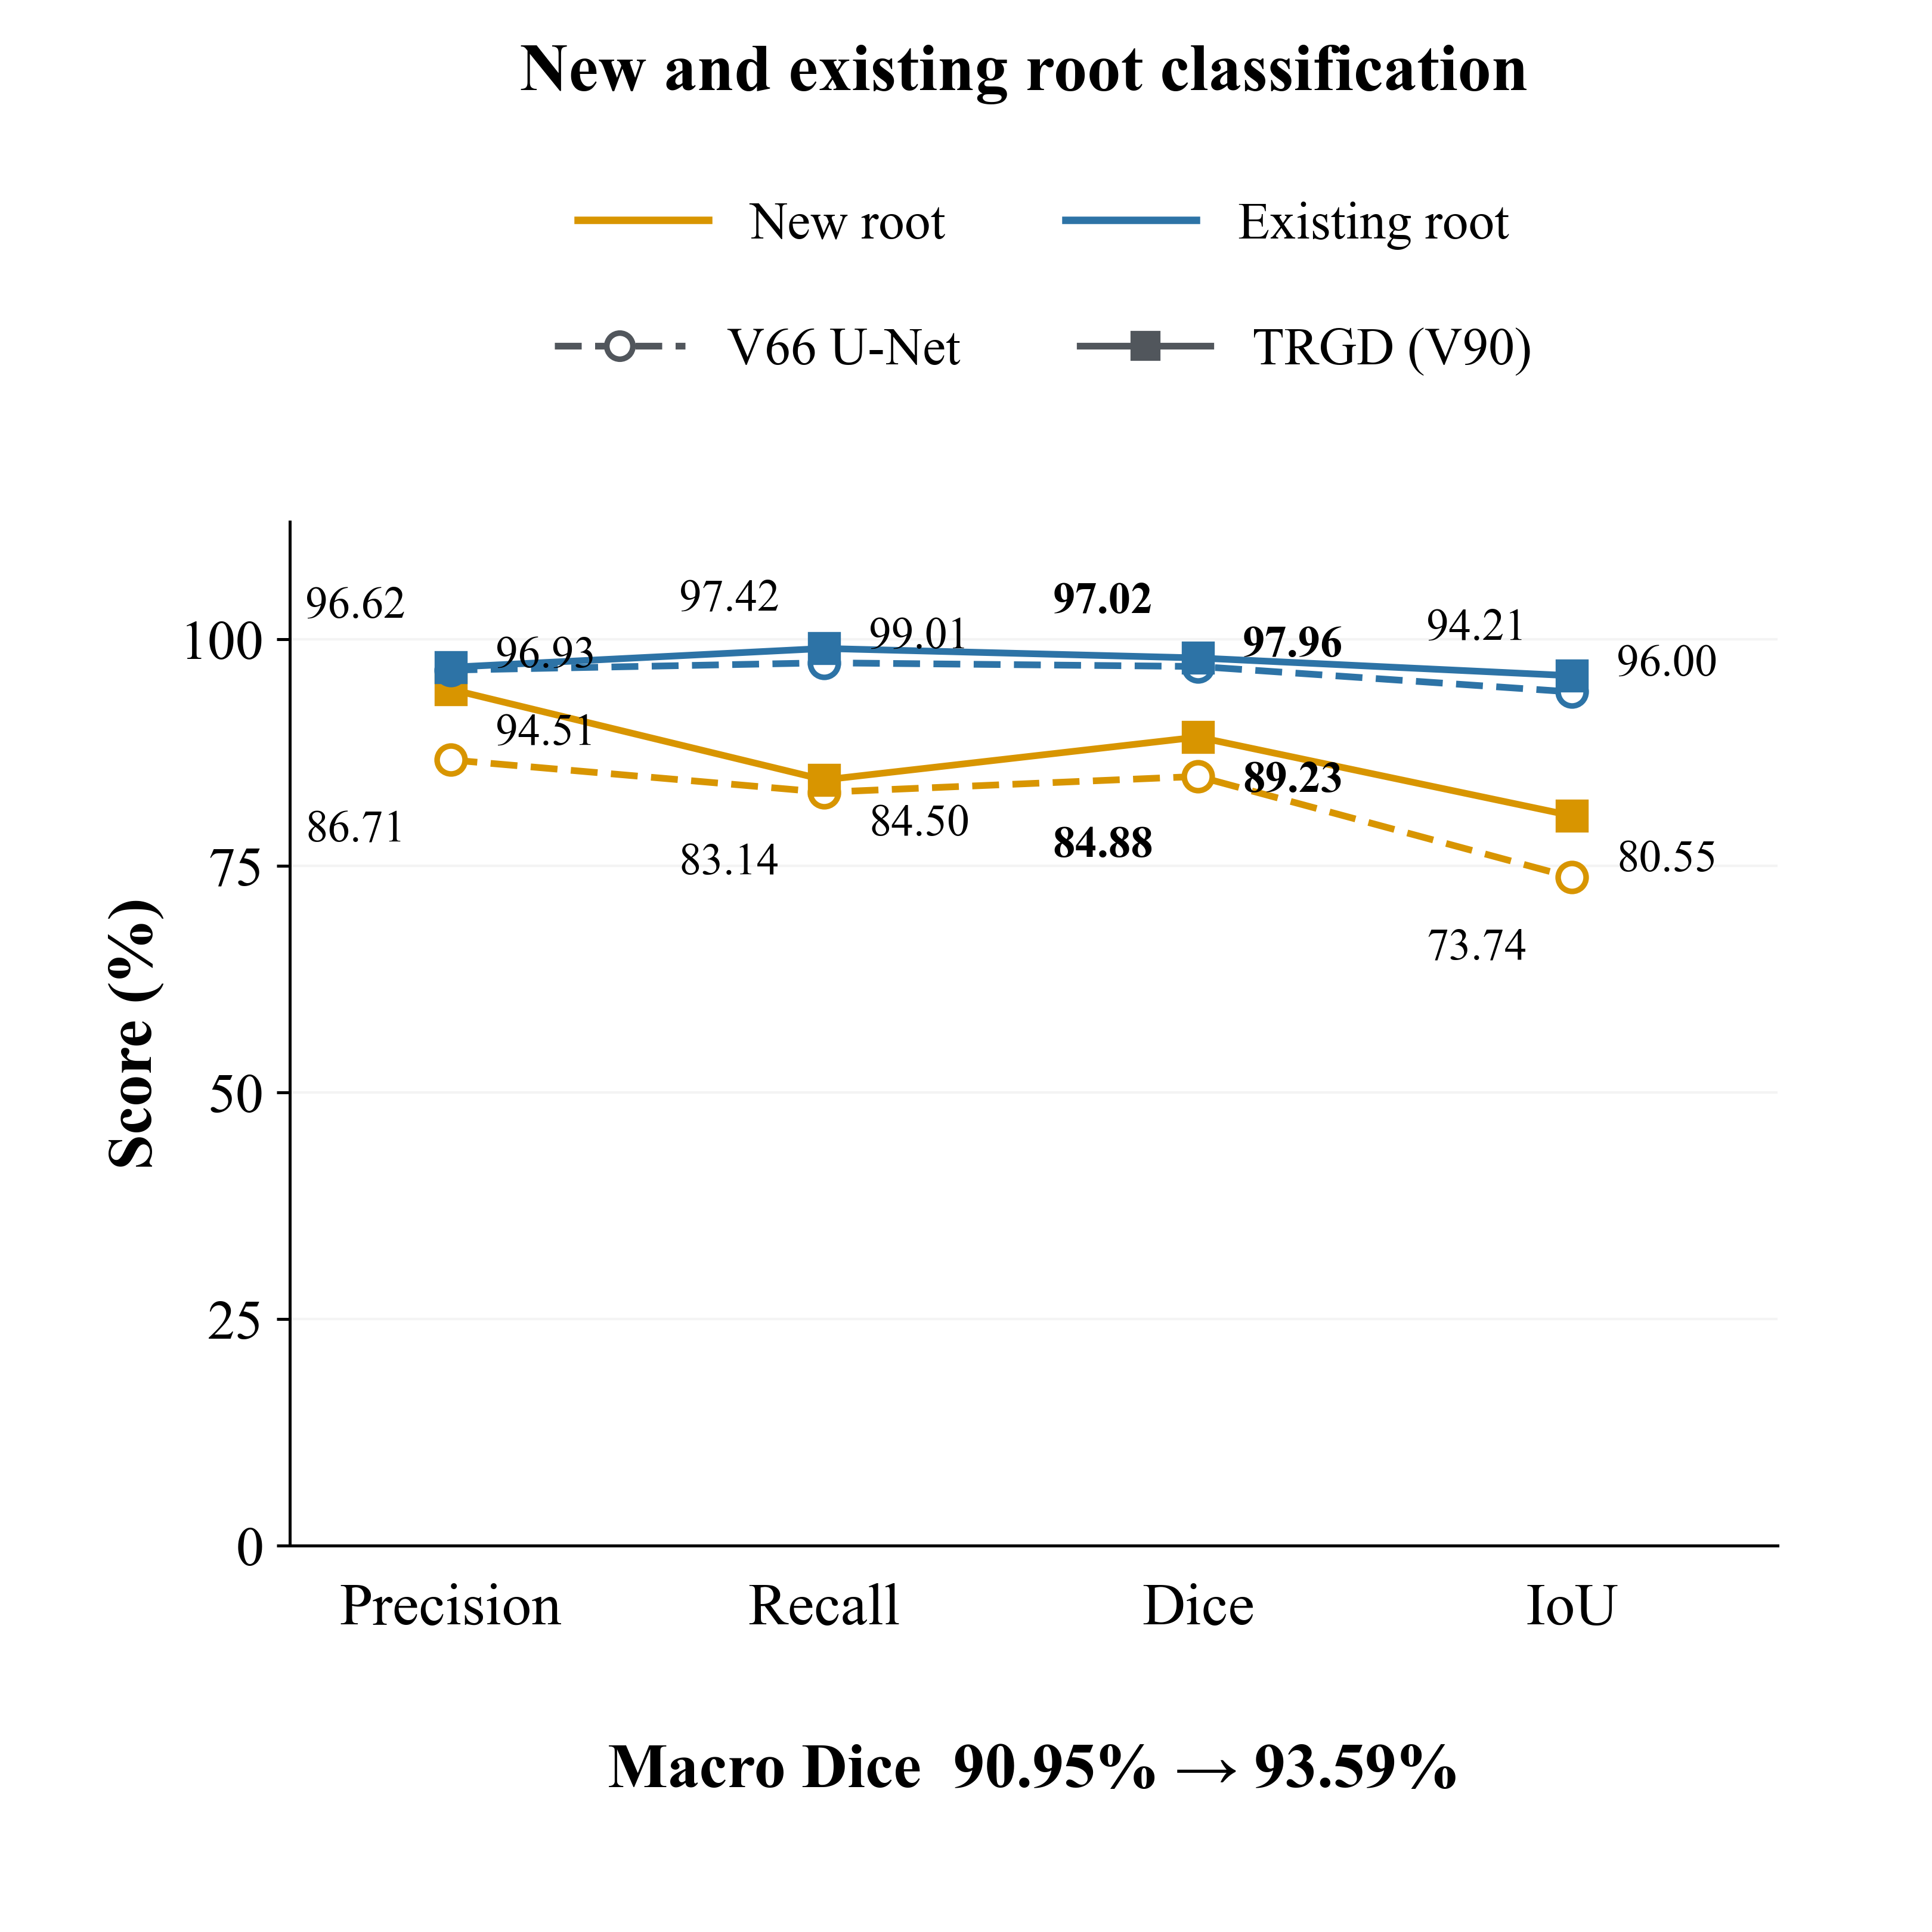 New and existing root classification
New root
Existing root
V66 U-Net
TRGD (V90)
96.62
97.42
97.02
94.21
100
96.93
99.01
97.96
96.00
94.51
86.71
83.14
84.50
84.88
89.23
80.55
75
73.74
Score (%)
50
25
0
Precision
Recall
Dice
IoU
Macro Dice 90.95% → 93.59%